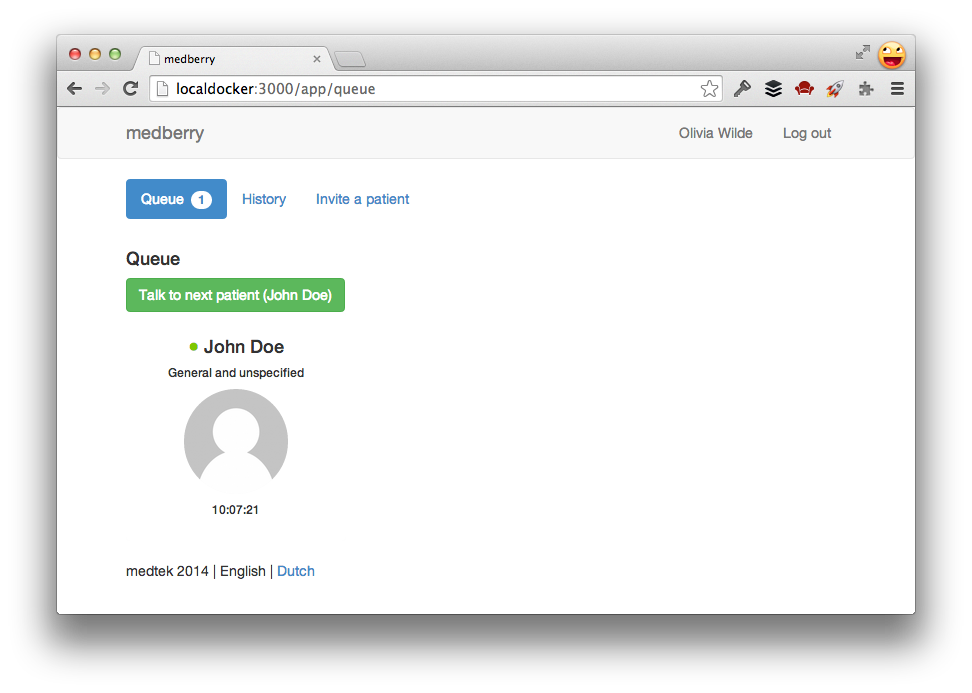 medberry
localdocker:3000/app/queue
medberry Olivia Wilde Log out
Queue 1 History Invite a patient
Queue
Talk to next patient (John Doe)
John Doe
General and unspecified
10:07:21
medtek 2014 | English | Dutch